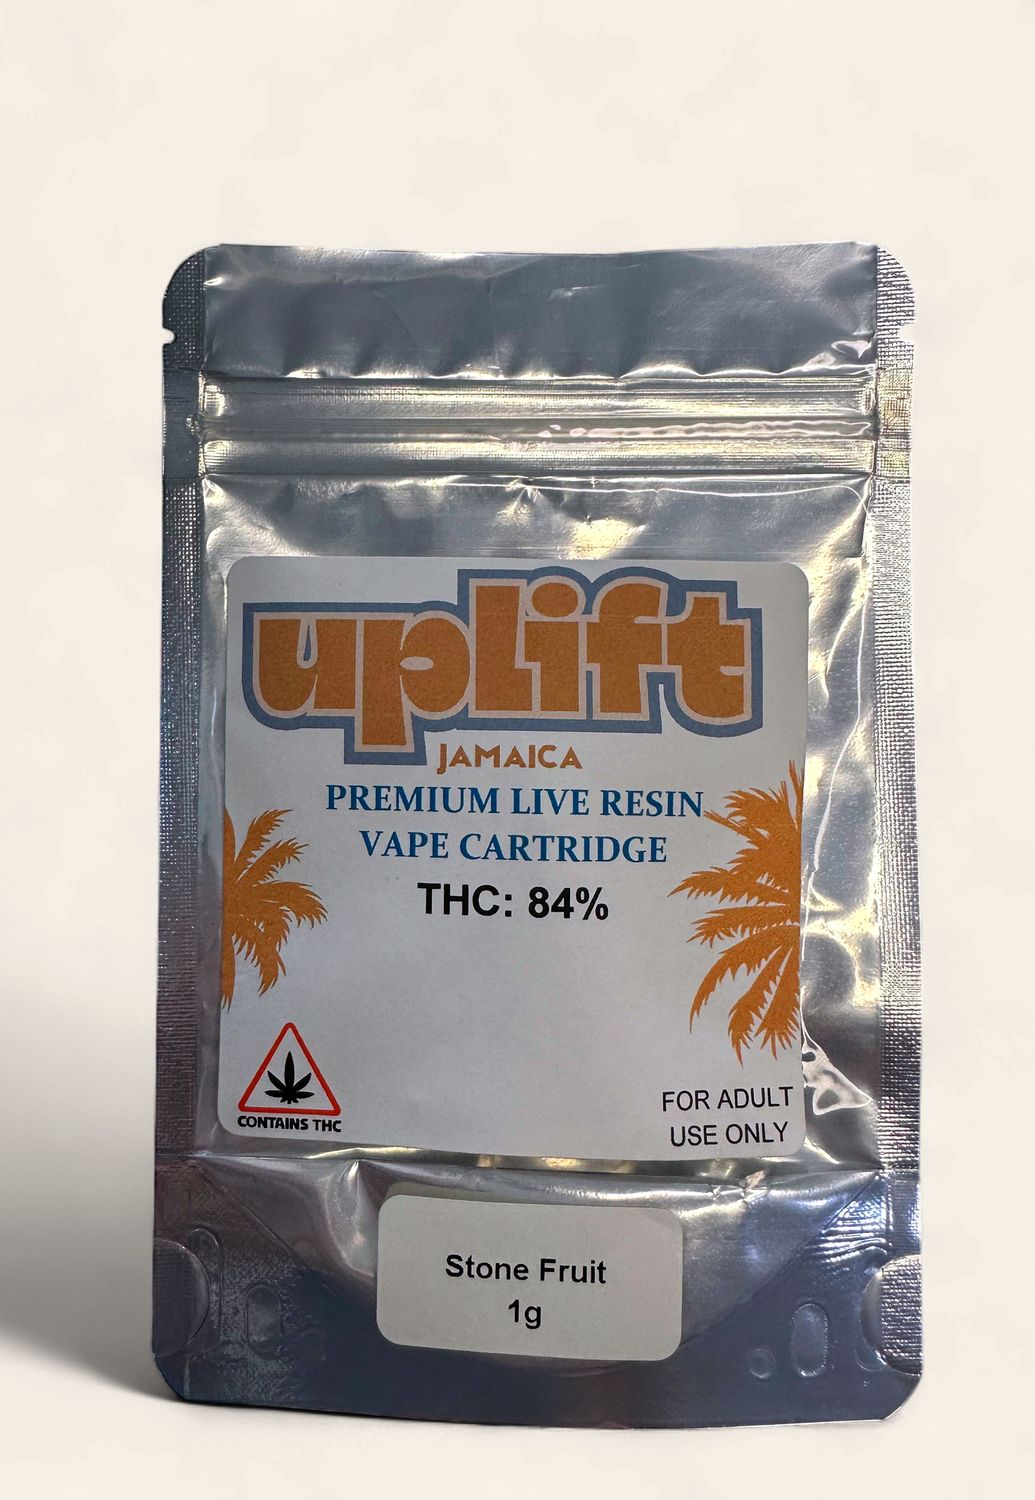 uplift
JAMAICA
PREMIUM LIVE RESIN
VAPE CARTRIDGE
THC: 84%
CONTAINS THC
FOR ADULT
USE ONLY
Stone Fruit
1g